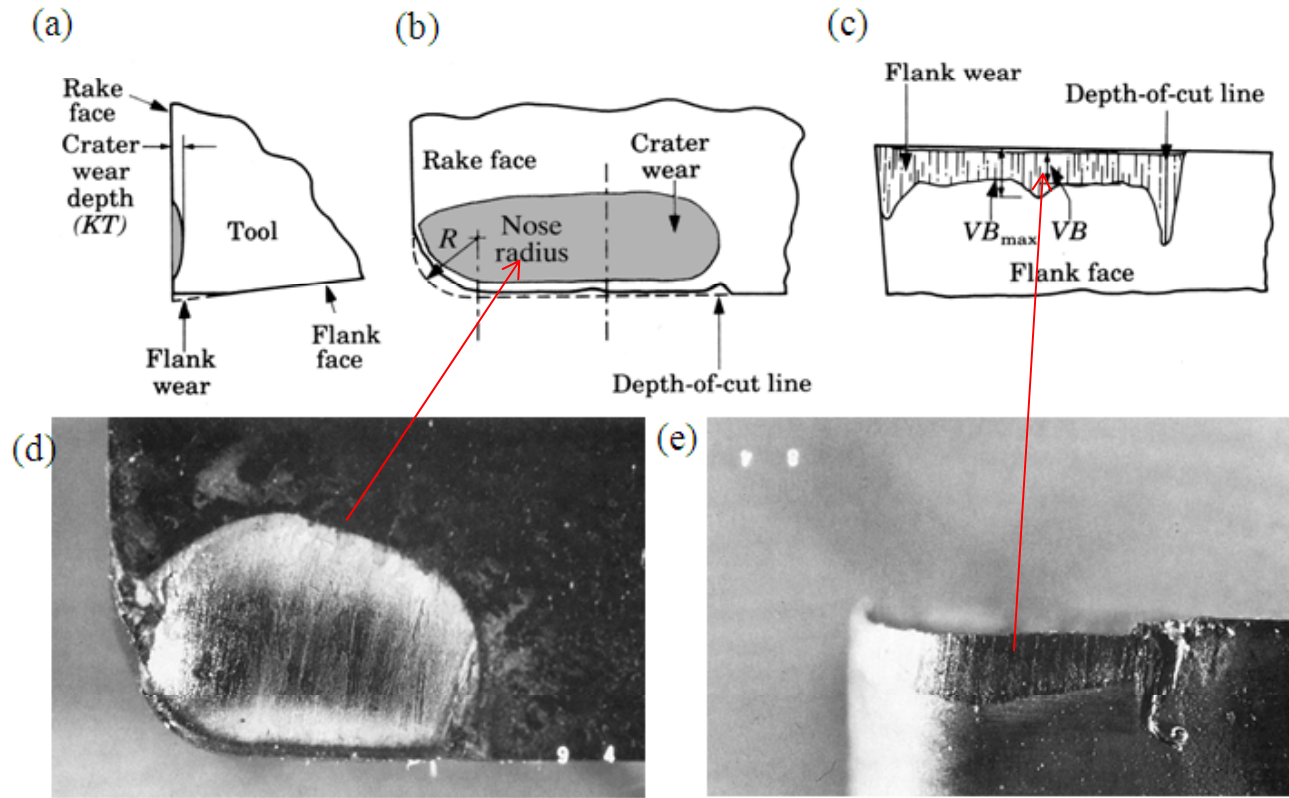 (a)
Rake
face
Crater
wear
depth
(KT)
Tool
Flank
wear
Flank
face
(b)
Rake face
Crater
wear
R
Nose
radius
Depth-of-cut line
(c)
Flank wear
Depth-of-cut line
VBmax
VB
Flank face
(d)
9 4
(e)